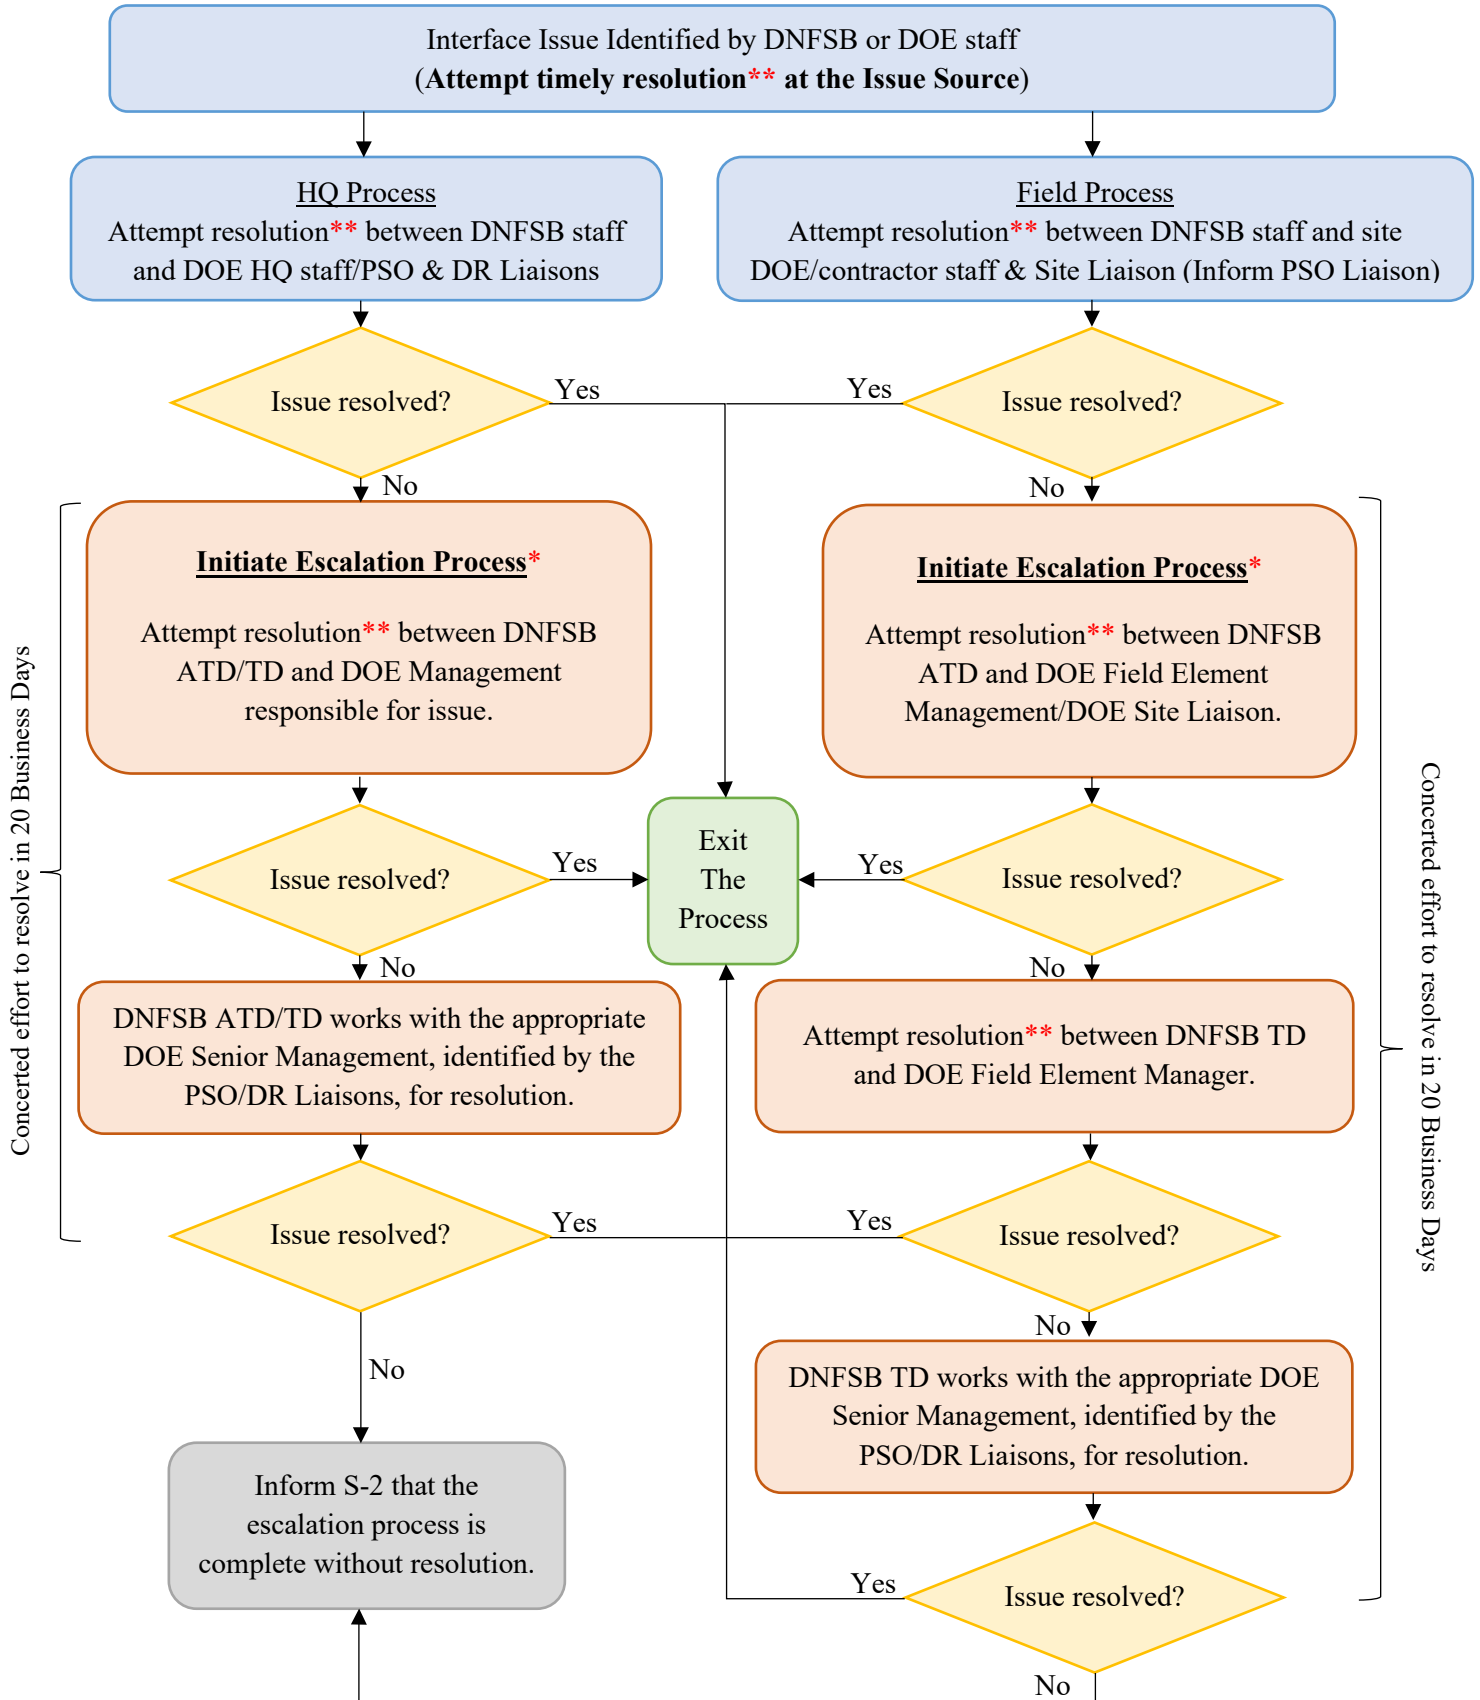 Interface Issue Identified by DNFSB or DOE staff
(Attempt timely resolution** at the Issue Source)
HQ Process
Attempt resolution** between DNFSB staff
and DOE HQ staff/PSO & DR Liaisons
Field Process
Attempt resolution** between DNFSB staff and site
DOE/contractor staff & Site Liaison (Inform PSO Liaison)
Issue resolved?
Yes
Yes
Issue resolved?
No
No
Concerted effort to resolve in 20 Business Days
Initiate Escalation Process*
Attempt resolution** between DNFSB
ATD/TD and DOE Management
responsible for issue.
Initiate Escalation Process*
Attempt resolution** between DNFSB
ATD and DOE Field Element
Management/DOE Site Liaison.
Concerted effort to resolve in 20 Business Days
Issue resolved?
Yes
Exit
The
Process
Yes
Issue resolved?
No
No
DNFSB ATD/TD works with the appropriate
DOE Senior Management, identified by the
PSO/DR Liaisons, for resolution.
Attempt resolution** between DNFSB TD
and DOE Field Element Manager.
Issue resolved?
Yes
Yes
Issue resolved?
No
No
DNFSB TD works with the appropriate DOE
Senior Management, identified by the
PSO/DR Liaisons, for resolution.
Inform S-2 that the
escalation process is
complete without resolution.
Yes
Issue resolved?
No